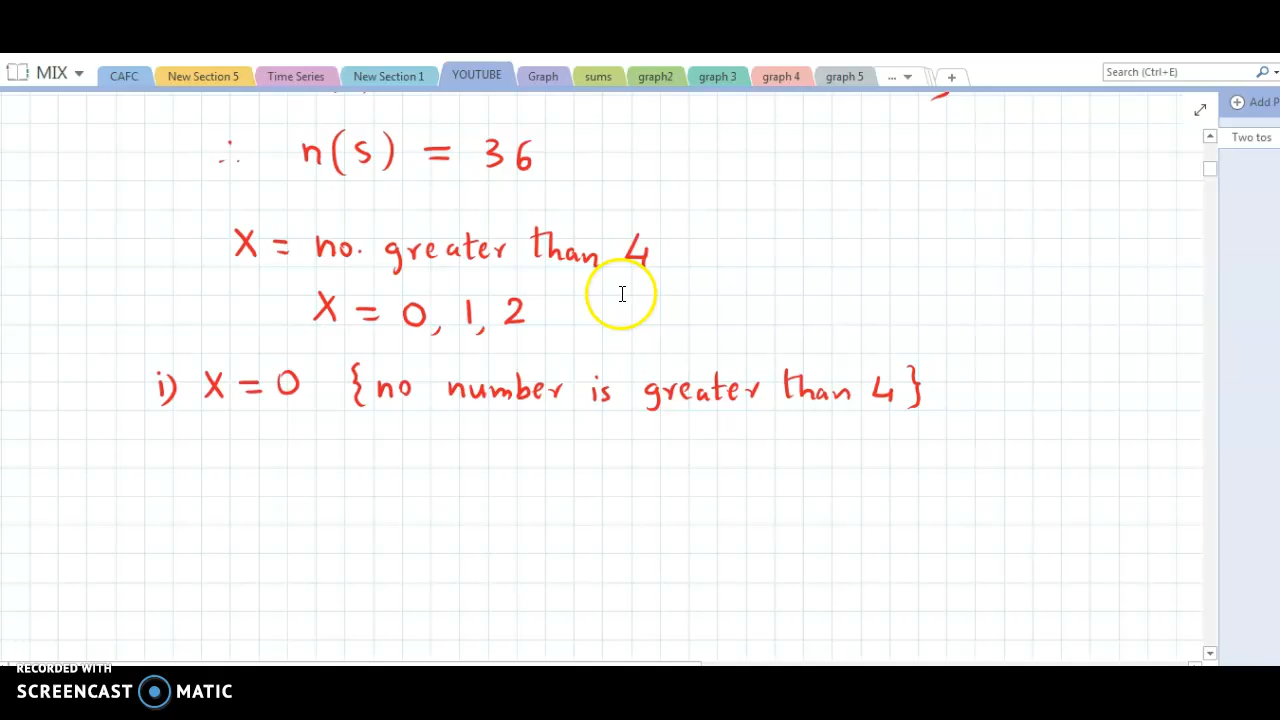 MIX
CAFC
New Section 5
Time Series
New Section 1
YOUTUBE
Graph
sums
graph2
graph 3
graph 4
graph 5
...
Search (Ctrl+E)
Add P
Two tos
∴ n(s) = 36
X = no. greater than 4
X = 0, 1, 2
i) X = 0 {no number is greater than 4}
RECORDED WITH
SCREENCAST MATIC